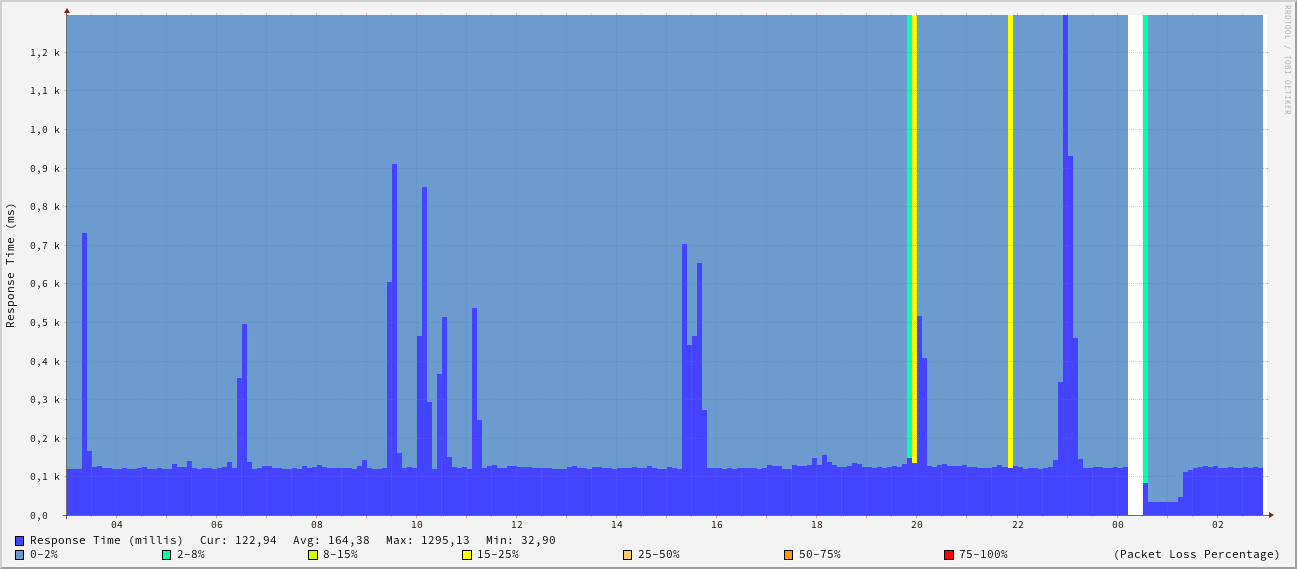 RRDTOOL / TOBI OETIKER
Response Time (ms)
1,2 k
1,1 k
1,0 k
0,9 k
0,8 k
0,7 k
0,6 k
0,5 k
0,4 k
0,3 k
0,2 k
0,1 k
0,0
04 06 08 10 12 14 16 18 20 22 00 02
Response Time (millis) Cur: 122,94 Avg: 164,38 Max: 1295,13 Min: 32,90
0-2% 2-8% 8-15% 15-25% 25-50% 50-75% 75-100% (Packet Loss Percentage)